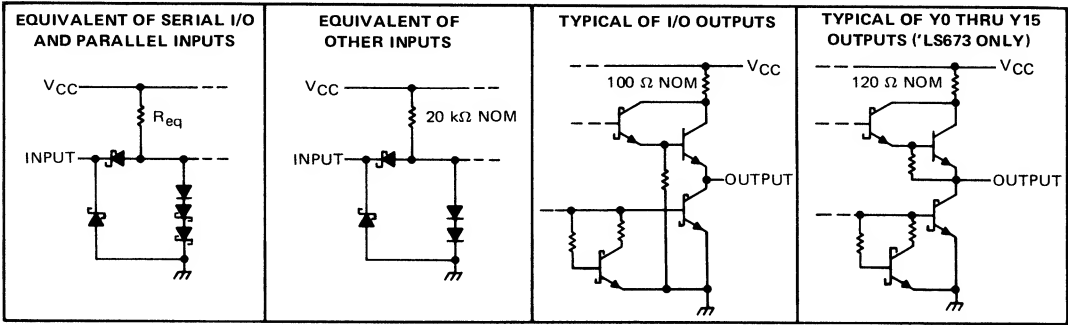 EQUIVALENT OF SERIAL I/O
AND PARALLEL INPUTS
VCC
Req
INPUT
EQUIVALENT OF
OTHER INPUTS
VCC
20 kΩ NOM
INPUT
TYPICAL OF I/O OUTPUTS
VCC
100 Ω NOM
OUTPUT
TYPICAL OF Y0 THRU Y15
OUTPUTS ('LS673 ONLY)
VCC
120 Ω NOM
OUTPUT